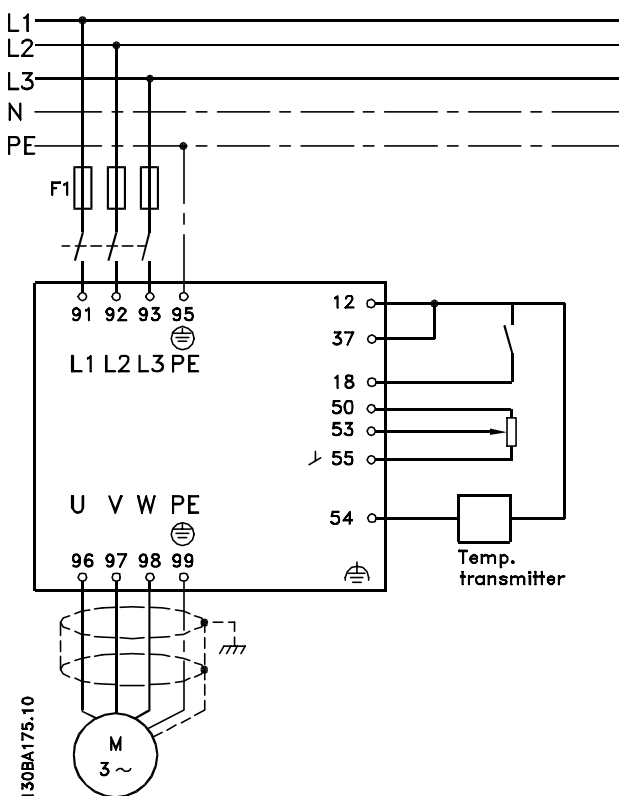 L1
L2
L3
N
PE
F1
91 92 93 95
L1 L2 L3 PE
12
37
18
50
53
55
54
U V W PE
96 97 98 99
Temp.
transmitter
M
3 ~
130BA175.10